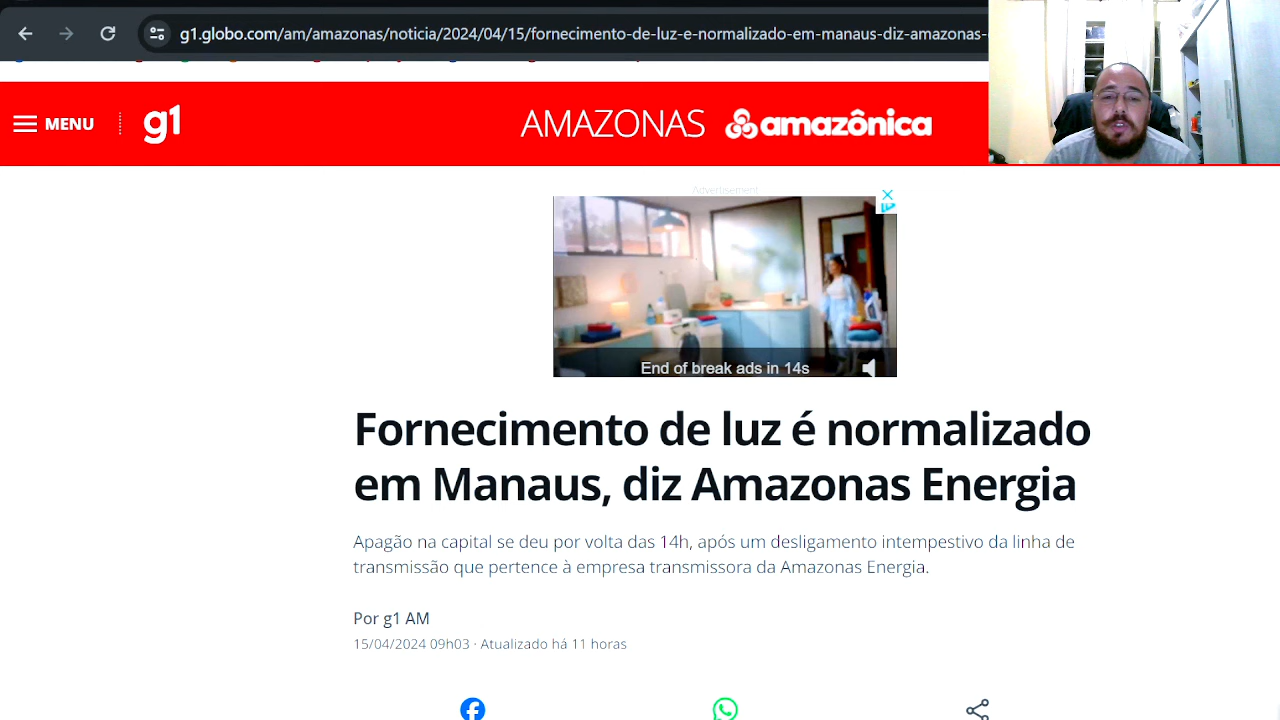 g1.globo.com/am/amazonas/noticia/2024/04/15/fornecimento-de-luz-e-normalizado-em-manaus-diz-amazonas-
MENU
g1
AMAZONAS
amazônica
Advertisement
End of break ads in 14s
Fornecimento de luz é normalizado
em Manaus, diz Amazonas Energia
Apagão na capital se deu por volta das 14h, após um desligamento intempestivo da linha de
transmissão que pertence à empresa transmissora da Amazonas Energia.
Por g1 AM
15/04/2024 09h03 · Atualizado há 11 horas